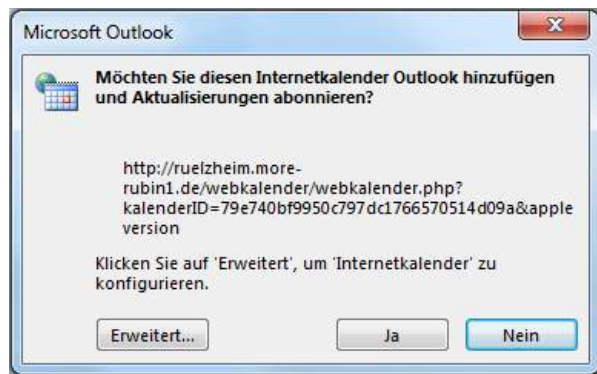 Microsoft Outlook
Möchten Sie diesen Internetkalender Outlook hinzufügen
und Aktualisierungen abonnieren?
http://ruelzheim.more-
rubin1.de/webkalender/webkalender.php?
kalenderID=79e740bf9950c797dc1766570514d09a&apple
version
Klicken Sie auf 'Erweitert', um 'Internetkalender' zu
konfigurieren.
Erweitert... Ja Nein